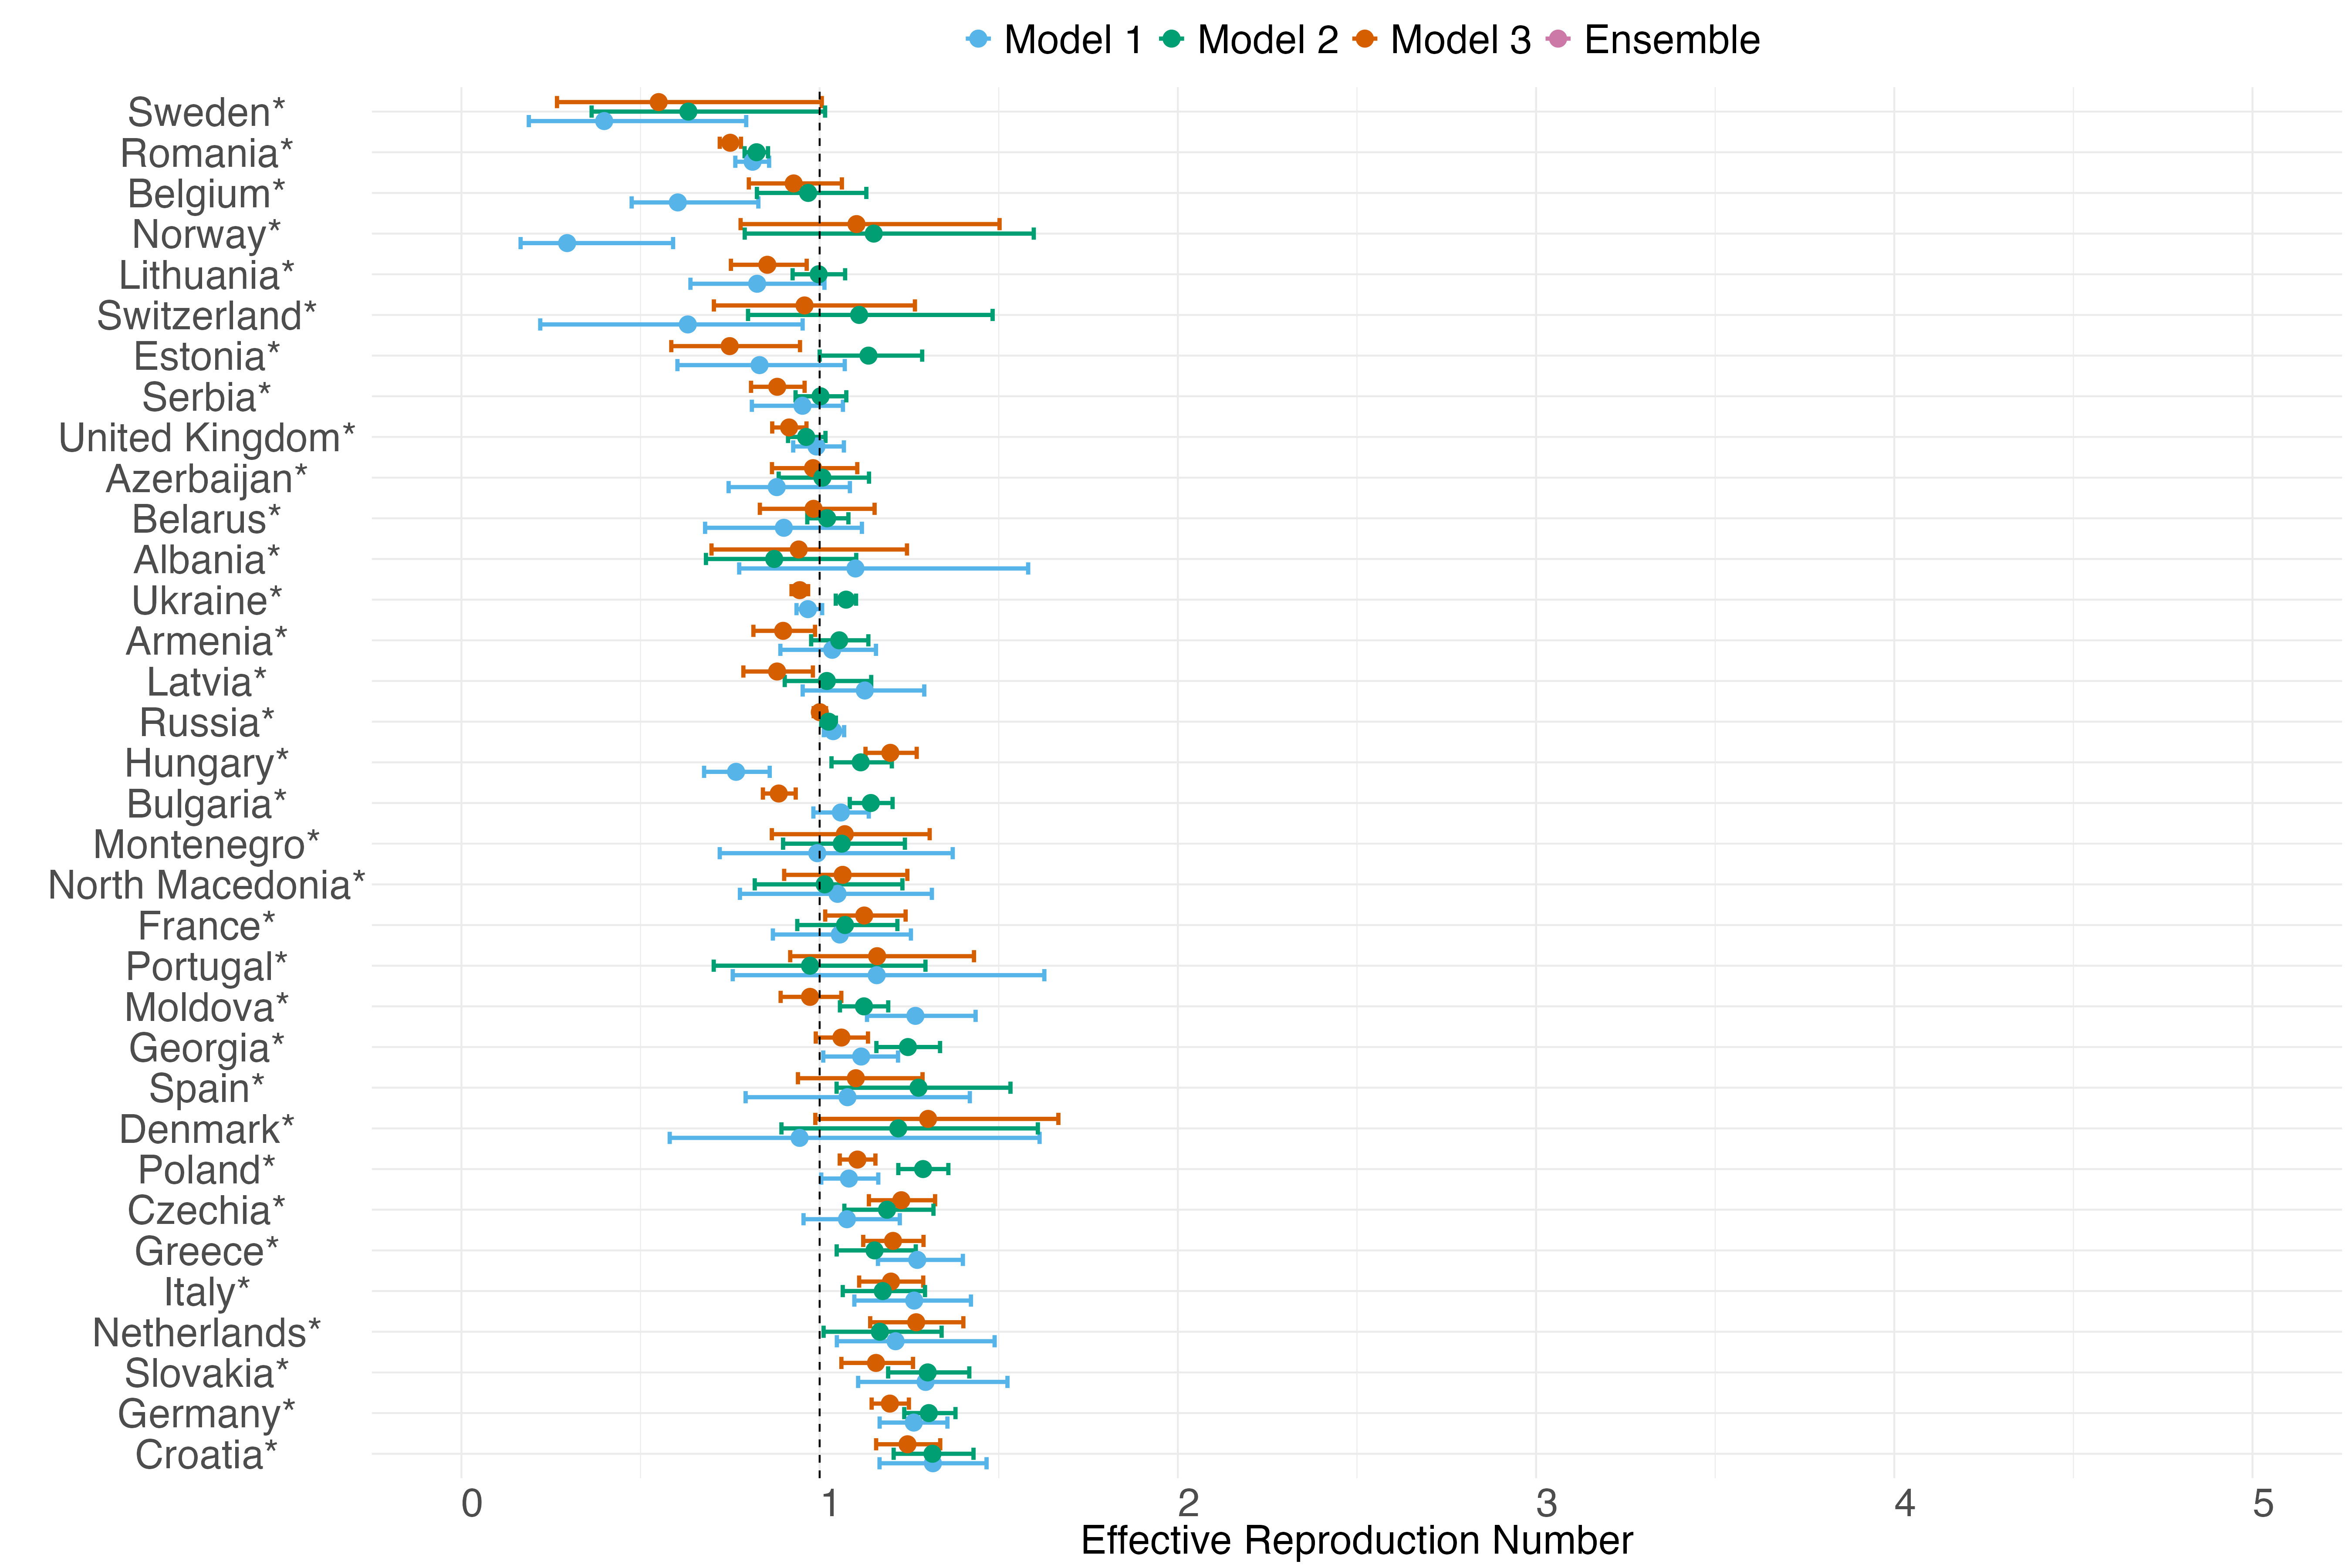 Model 1 Model 2 Model 3 Ensemble
Sweden*
Romania*
Belgium*
Norway*
Lithuania*
Switzerland*
Estonia*
Serbia*
United Kingdom*
Azerbaijan*
Belarus*
Albania*
Ukraine*
Armenia*
Latvia*
Russia*
Hungary*
Bulgaria*
Montenegro*
North Macedonia*
France*
Portugal*
Moldova*
Georgia*
Spain*
Denmark*
Poland*
Czechia*
Greece*
Italy*
Netherlands*
Slovakia*
Germany*
Croatia*
0 1 2 3 4 5
Effective Reproduction Number